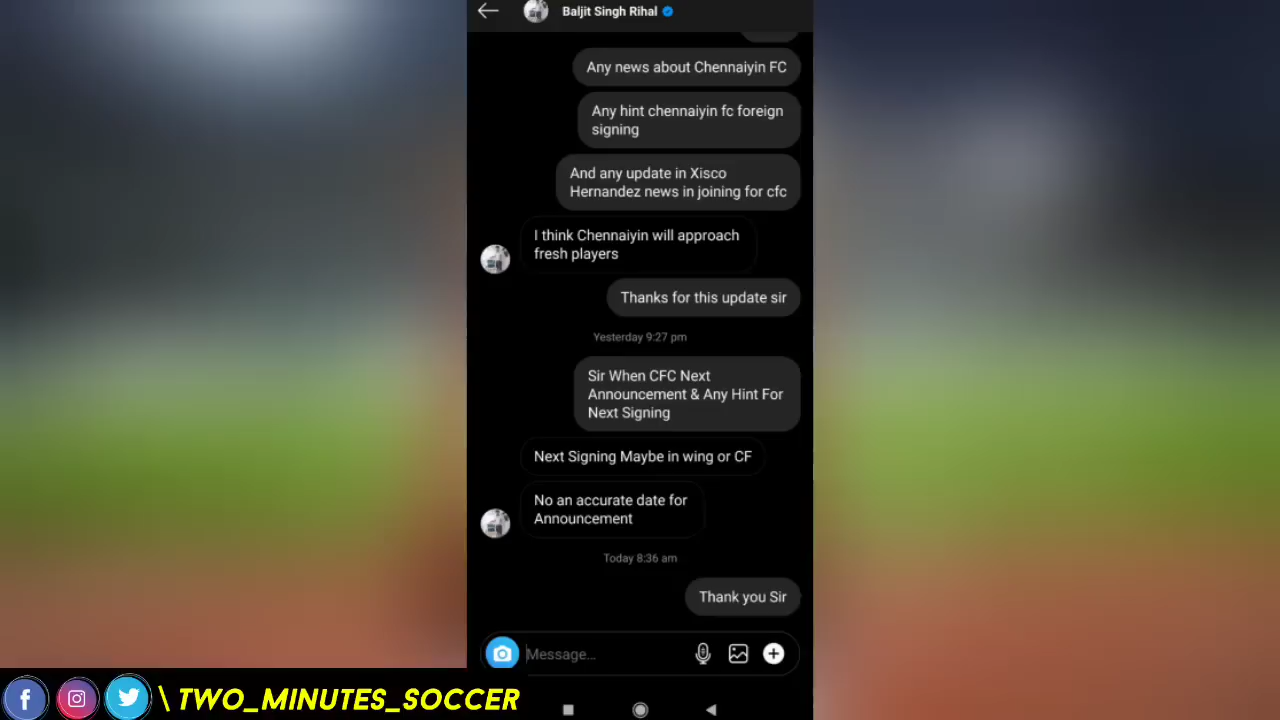 Baljit Singh Rihal
Any news about Chennaiyin FC
Any hint chennaiyin fc foreign
signing
And any update in Xisco
Hernandez news in joining for cfc
I think Chennaiyin will approach
fresh players
Thanks for this update sir
Yesterday 9:27 pm
Sir When CFC Next
Announcement & Any Hint For
Next Signing
Next Signing Maybe in wing or CF
No an accurate date for
Announcement
Today 8:36 am
Thank you Sir
Message...
\ TWO_MINUTES_SOCCER